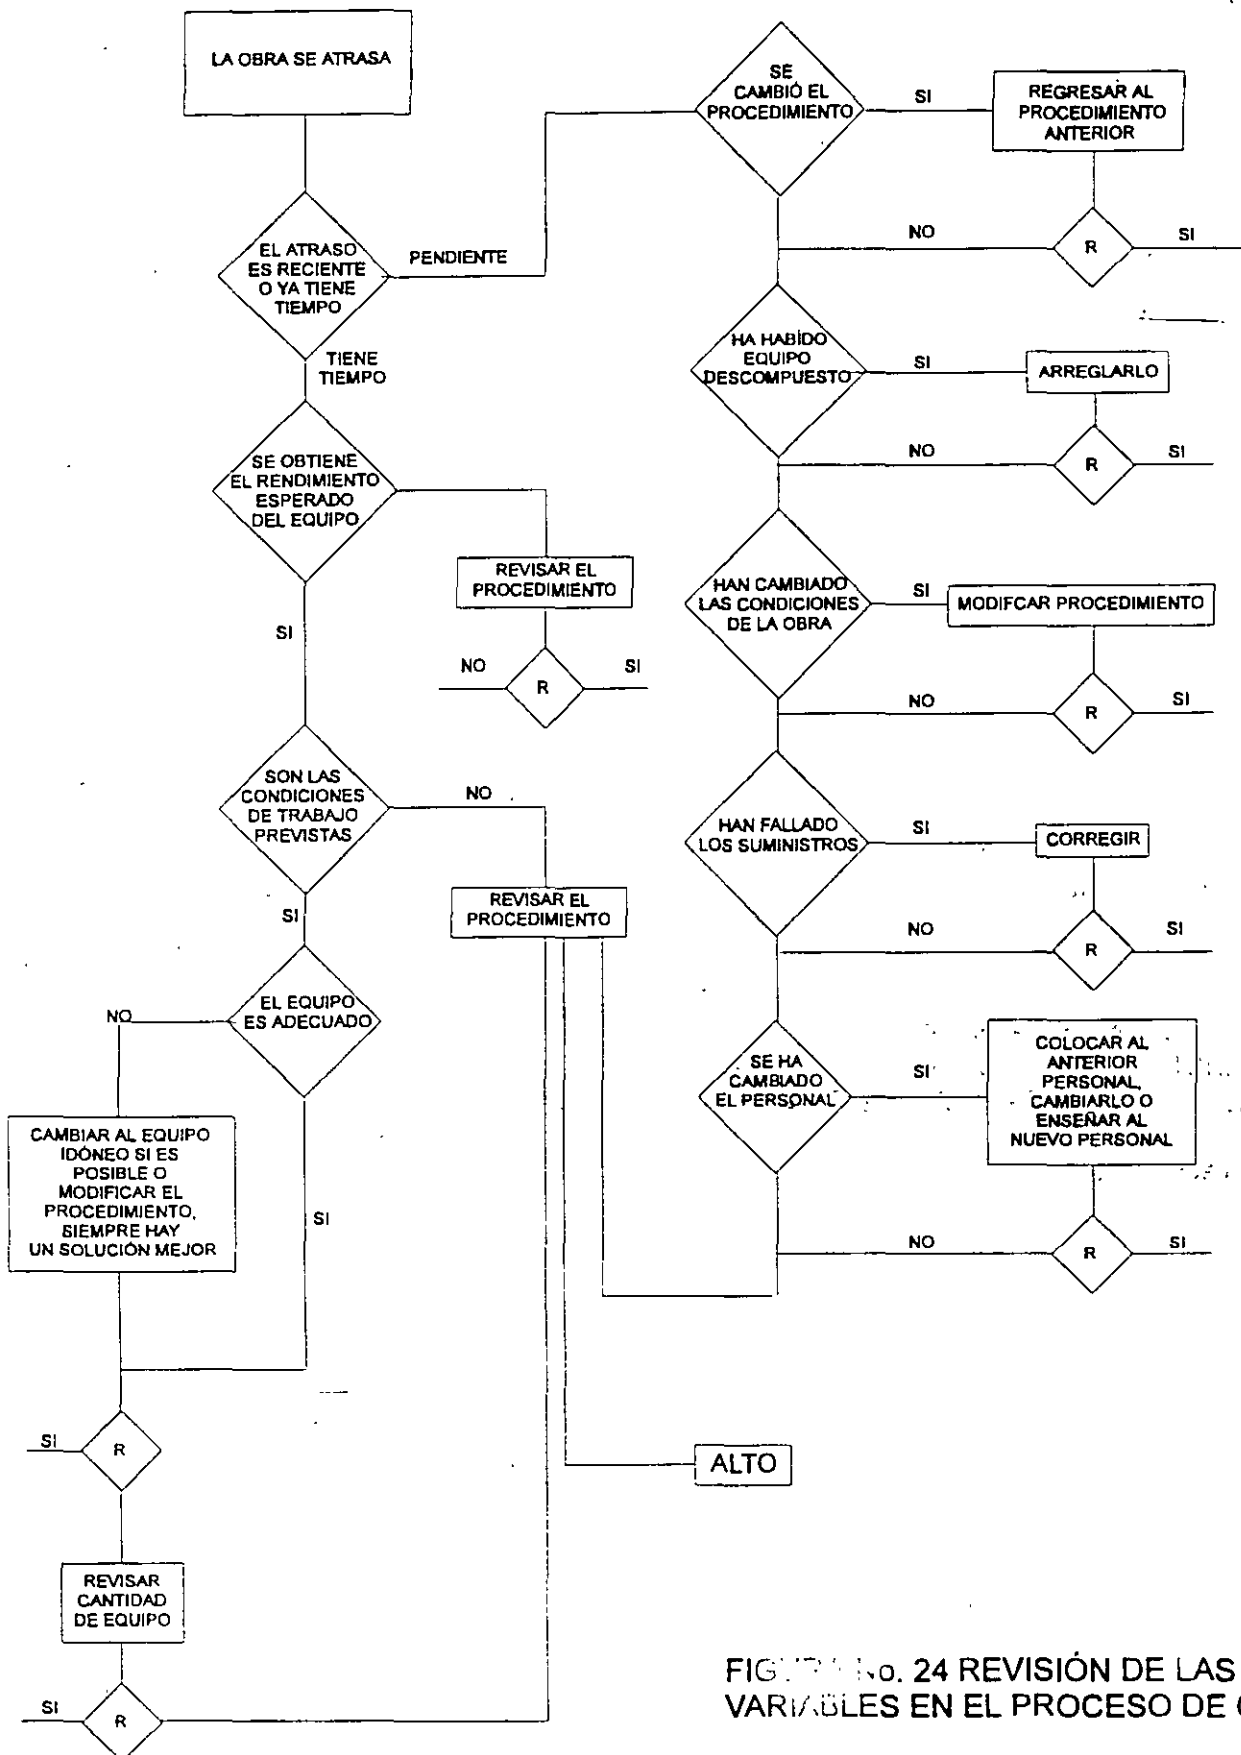 LA OBRA SE ATRASA
EL ATRASO
ES RECIENTE
O YA TIENE
TIEMPO
PENDIENTE
TIENE
TIEMPO
SE OBTIENE
EL RENDIMIENTO
ESPERADO
DEL EQUIPO
REVISAR EL
PROCEDIMIENTO
NO
R
SI
SI
SON LAS
CONDICIONES
DE TRABAJO
PREVISTAS
NO
REVISAR EL
PROCEDIMIENTO
SI
EL EQUIPO
ES ADECUADO
NO
CAMBIAR AL EQUIPO
IDÓNEO SI ES
POSIBLE O
MODIFICAR EL
PROCEDIMIENTO,
SIEMPRE HAY
UN SOLUCIÓN MEJOR
SI
SI
R
REVISAR
CANTIDAD
DE EQUIPO
SI
R
SE
CAMBIÓ EL
PROCEDIMIENTO
SI
REGRESAR AL
PROCEDIMIENTO
ANTERIOR
NO
R
SI
HA HABIDO
EQUIPO
DESCOMPUESTO
SI
ARREGLARLO
NO
R
SI
HAN CAMBIADO
LAS CONDICIONES
DE LA OBRA
SI
MODIFCAR PROCEDIMIENTO
NO
R
SI
HAN FALLADO
LOS SUMINISTROS
SI
CORREGIR
NO
R
SI
SE HA
CAMBIADO
EL PERSONAL
SI
COLOCAR AL
ANTERIOR
PERSONAL,
CAMBIARLO O
ENSEÑAR AL
NUEVO PERSONAL
NO
R
SI
ALTO
No. 24 REVISIÓN DE LAS
VARIABLES EN EL PROCESO DE